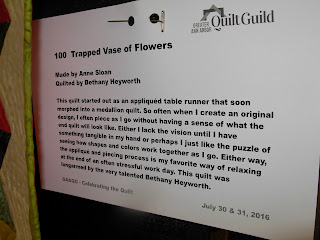 GREATER
ANN ARBOR
Quilt Guild
100 Trapped Vase of Flowers
Made by Anne Sloan
Quilted by Bethany Heyworth
This quilt started out as an appliquéd table runner that soon
morphed into a medallion quilt. So often when I create an original
design, I often piece as I go without having a sense of what the
end quilt will look like. Either I lack the vision until I have
something tangible in my hand or perhaps I just like the puzzle of
seeing how shapes and colors work together as I go. Either way,
the applique and piecing process is my favorite way of relaxing
at the end of an often stressful work day. This quilt was
longarmed by the very talented Bethany Heyworth.
GAAQG - Celebrating the Quilt
July 30 & 31, 2016